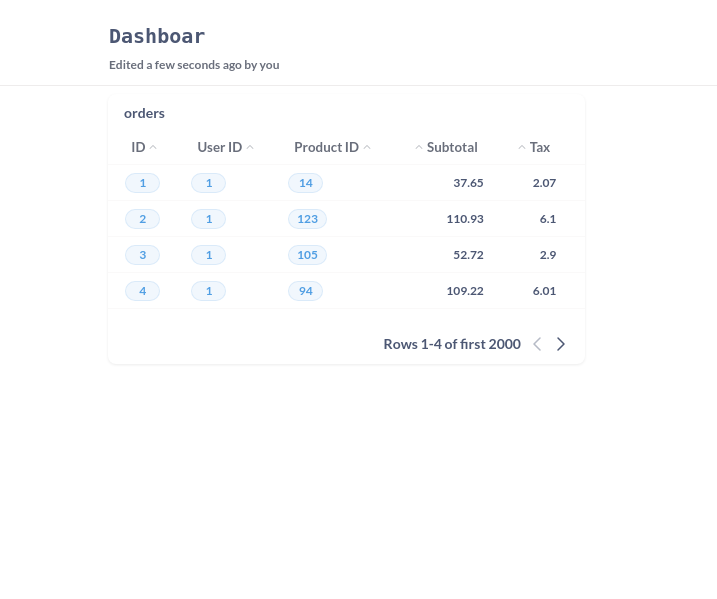 Dashboar
Edited a few seconds ago by you
orders
ID User ID Product ID Subtotal Tax
1 1 14 37.65 2.07
2 1 123 110.93 6.1
3 1 105 52.72 2.9
4 1 94 109.22 6.01
Rows 1-4 of first 2000